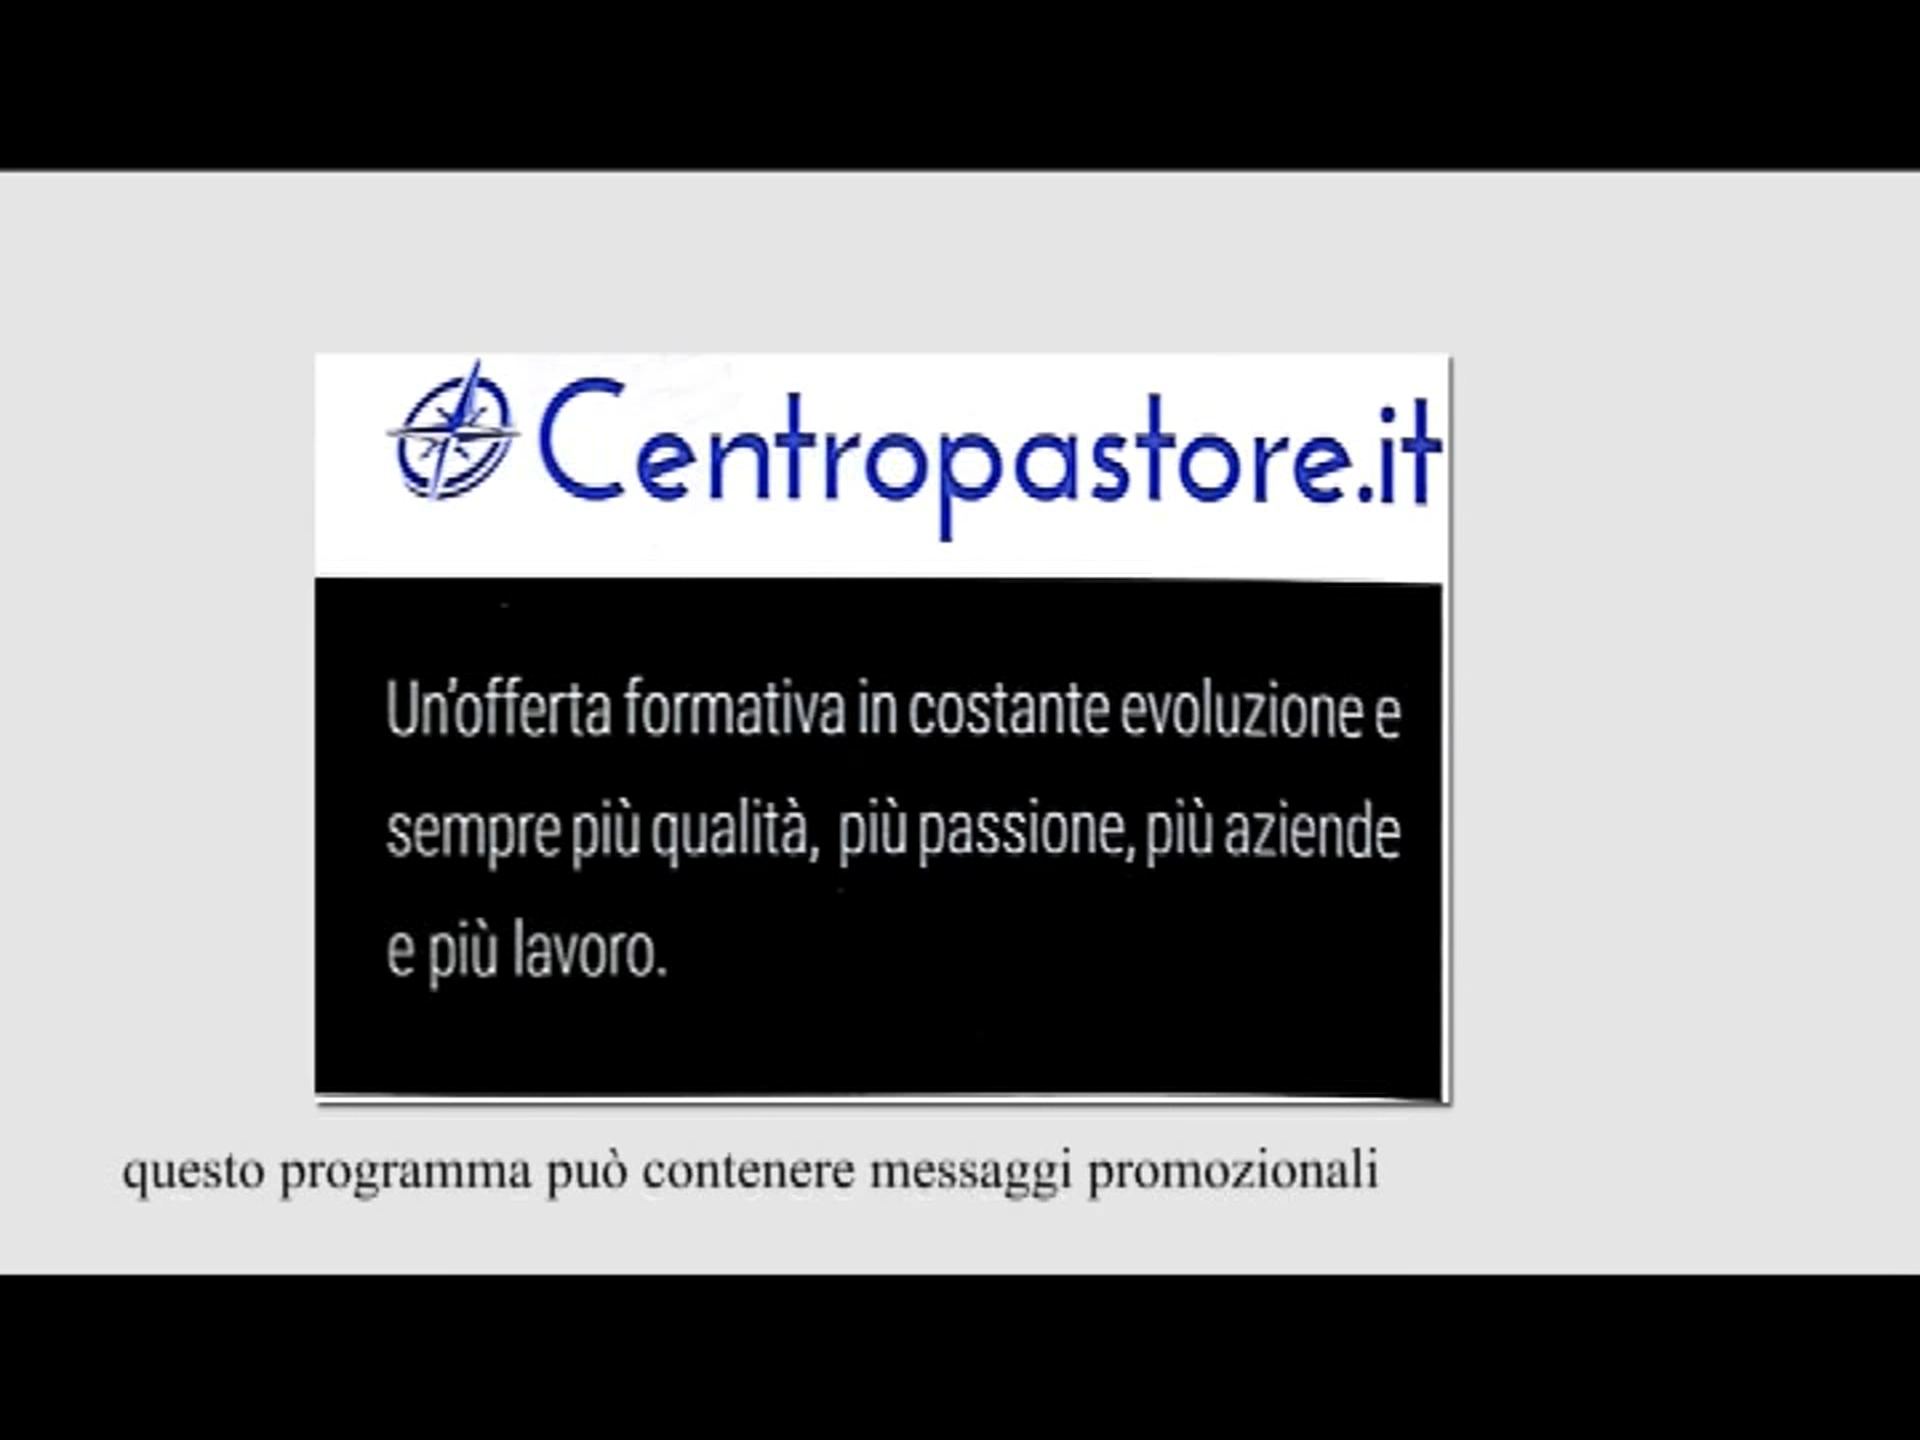 Centropastore.it
Un'offerta formativa in costante evoluzione e
sempre più qualità, più passione, più aziende
e più lavoro.
questo programma può contenere messaggi promozionali